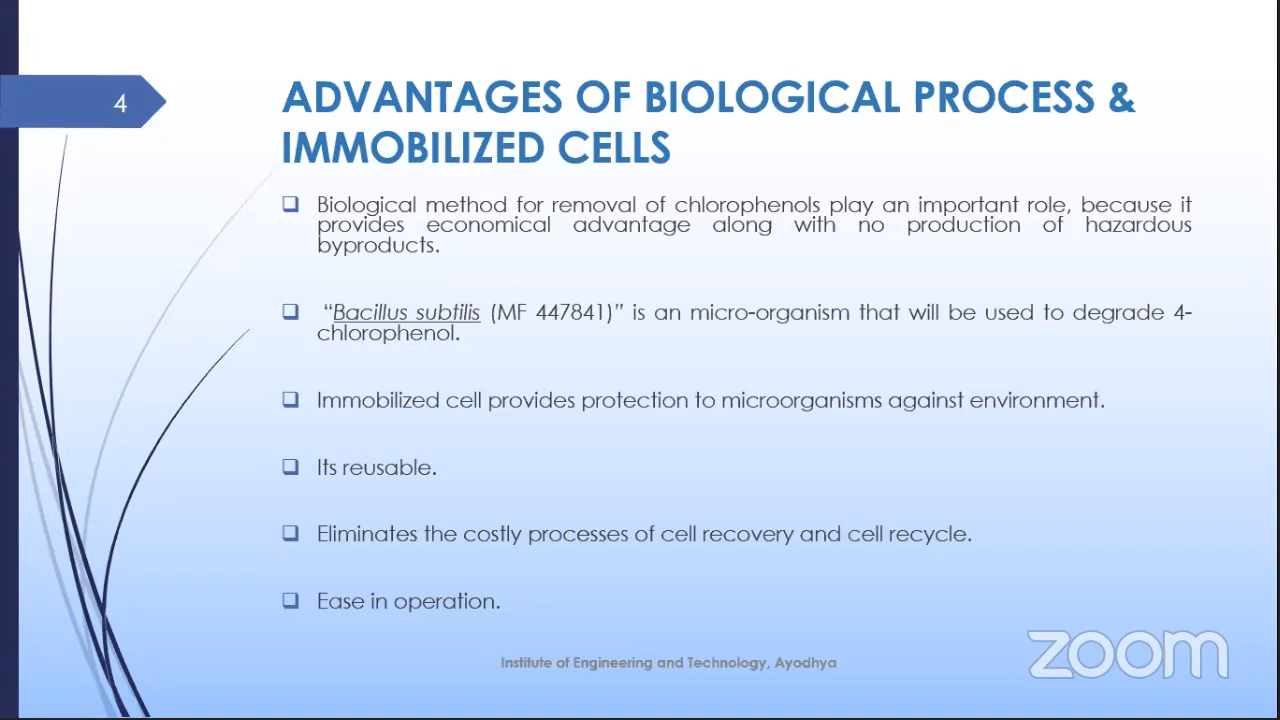 4
ADVANTAGES OF BIOLOGICAL PROCESS &
IMMOBILIZED CELLS
Biological method for removal of chlorophenols play an important role, because it
provides economical advantage along with no production of hazardous
byproducts.
“Bacillus subtilis (MF 447841)” is an micro-organism that will be used to degrade 4-
chlorophenol.
Immobilized cell provides protection to microorganisms against environment.
Its reusable.
Eliminates the costly processes of cell recovery and cell recycle.
Ease in operation.
Institute of Engineering and Technology, Ayodhya
zoom